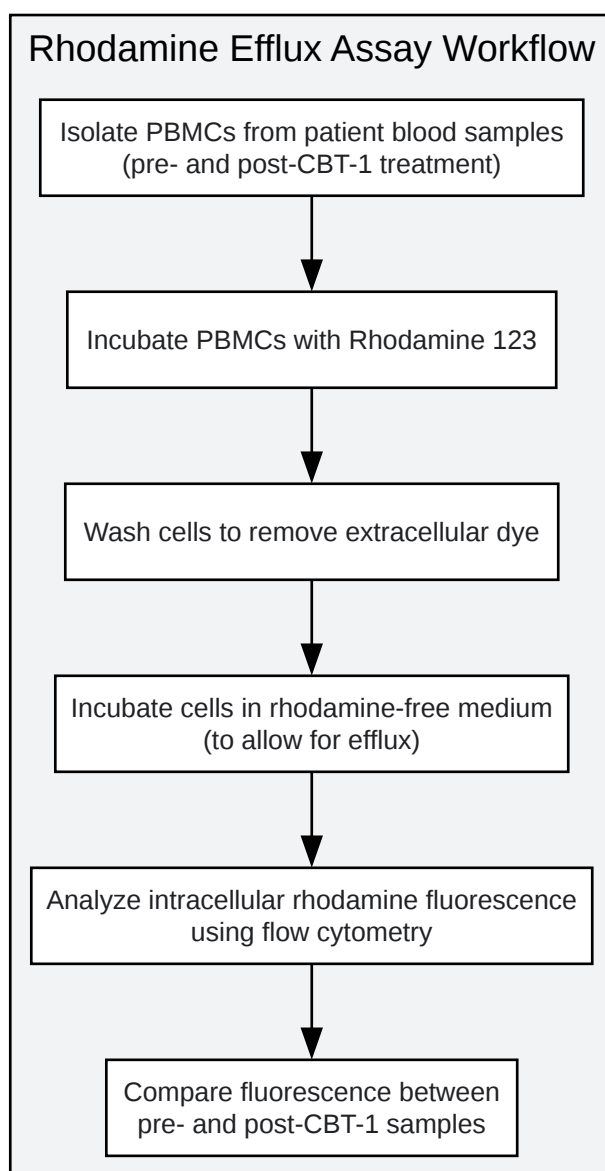 Rhodamine Efflux Assay Workflow
Isolate PBMCs from patient blood samples
(pre- and post-CBT-1 treatment)
Incubate PBMCs with Rhodamine 123
Wash cells to remove extracellular dye
Incubate cells in rhodamine-free medium
(to allow for efflux)
Analyze intracellular rhodamine fluorescence
using flow cytometry
Compare fluorescence between
pre- and post-CBT-1 samples